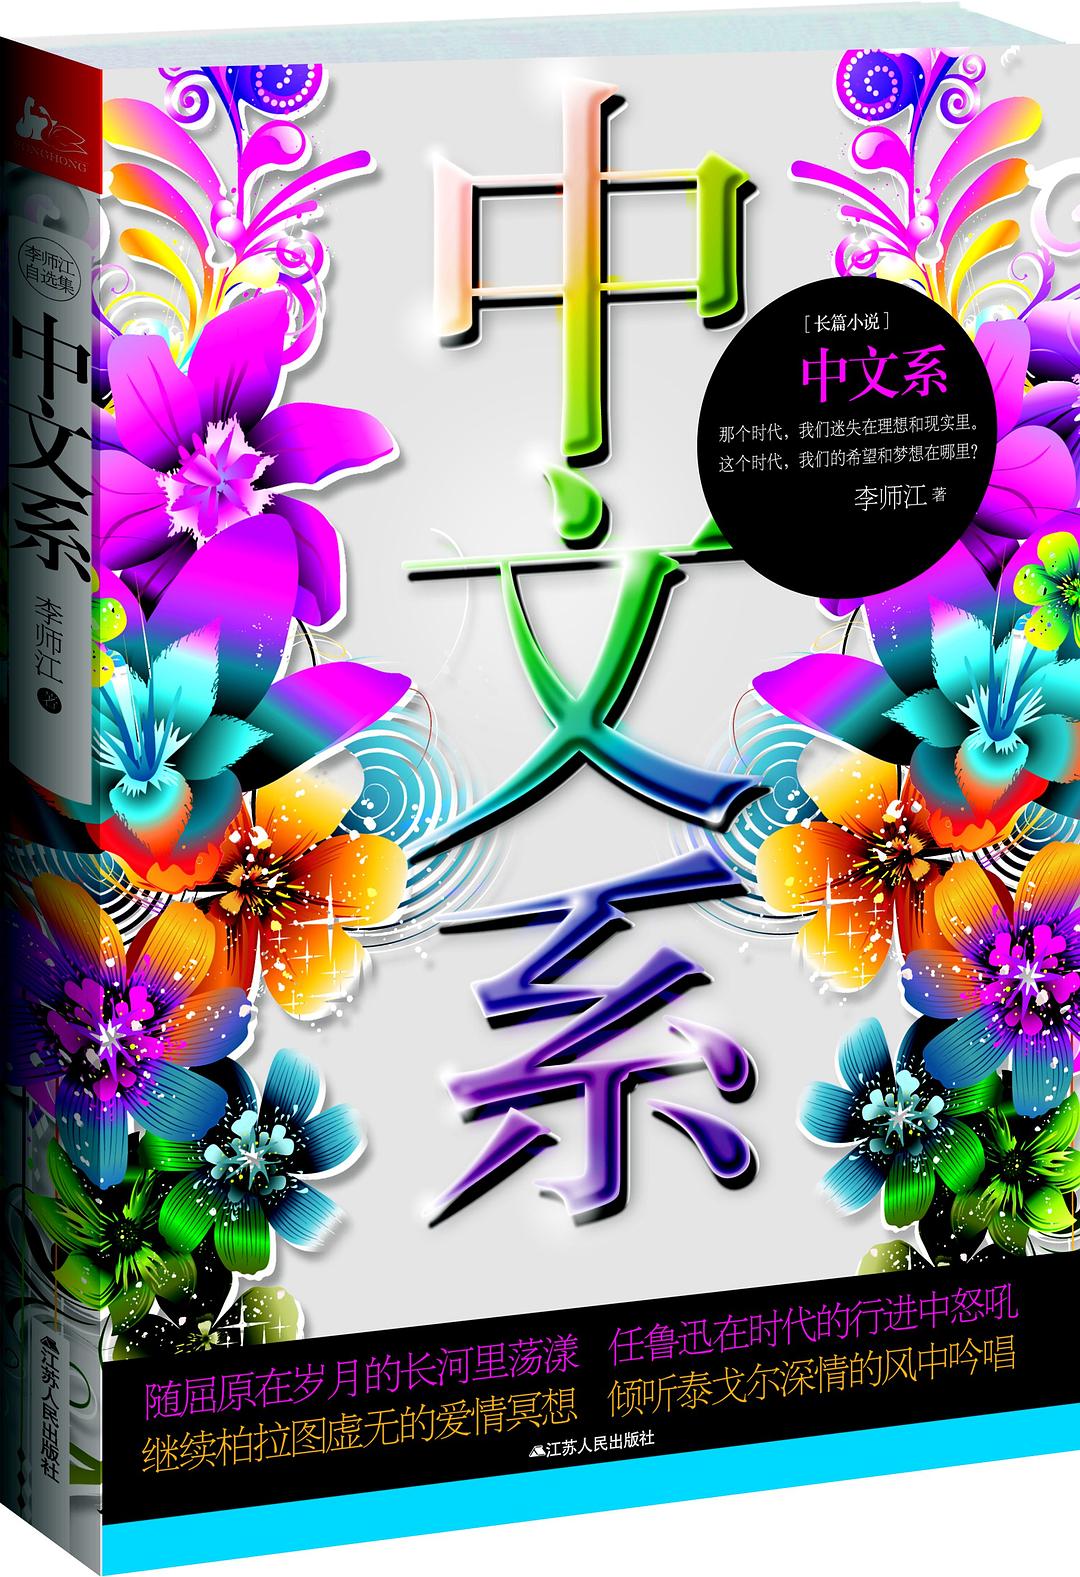 中文系
[长篇小说]
中文系
那个时代，我们迷失在理想和现实里。
这个时代，我们的希望和梦想在哪里？
李师江 著
随屈原在岁月的长河里荡漾 任鲁迅在时代的行进中怒吼
继续柏拉图虚无的爱情冥想 倾听泰戈尔深情的风中吟唱
江苏人民出版社
李师江
自选集
中文系
李师江 著
江苏人民出版社